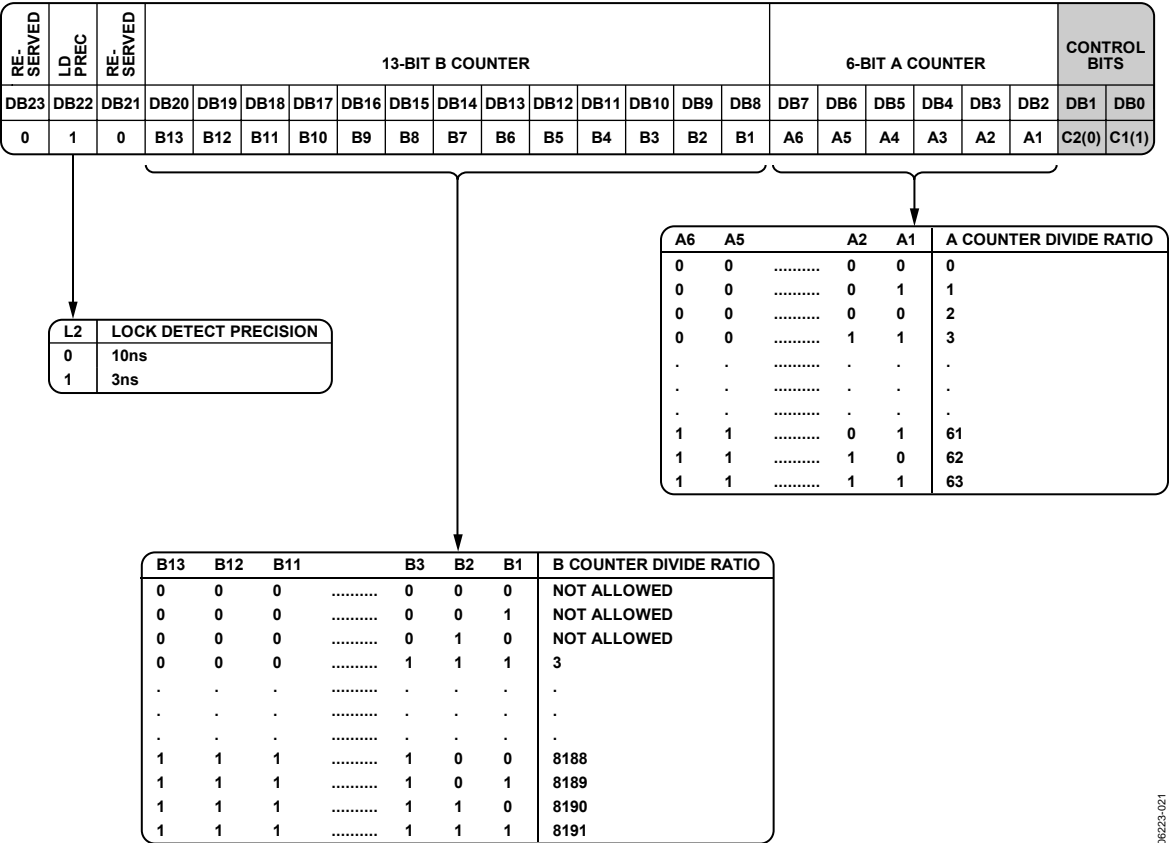 RE-SERVED LD PREC RE-SERVED 13-BIT B COUNTER 6-BIT A COUNTER CONTROL BITS
DB23 DB22 DB21 DB20 DB19 DB18 DB17 DB16 DB15 DB14 DB13 DB12 DB11 DB10 DB9 DB8 DB7 DB6 DB5 DB4 DB3 DB2 DB1 DB0
0 1 0 B13 B12 B11 B10 B9 B8 B7 B6 B5 B4 B3 B2 B1 A6 A5 A4 A3 A2 A1 C2(0) C1(1)
A6 A5 A2 A1 A COUNTER DIVIDE RATIO
0 0 .......... 0 0 0
0 0 .......... 0 1 1
0 0 .......... 0 0 2
0 0 .......... 1 1 3
. . .......... . . .
. . .......... . . .
. . .......... . . .
1 1 .......... 0 1 61
1 1 .......... 1 0 62
1 1 .......... 1 1 63
L2 LOCK DETECT PRECISION
0 10ns
1 3ns
B13 B12 B11 B3 B2 B1 B COUNTER DIVIDE RATIO
0 0 0 .......... 0 0 0 NOT ALLOWED
0 0 0 .......... 0 0 1 NOT ALLOWED
0 0 0 .......... 0 1 0 NOT ALLOWED
0 0 0 .......... 1 1 1 3
. . . .......... . . . .
. . . .......... . . . .
. . . .......... . . . .
1 1 1 .......... 1 0 0 8188
1 1 1 .......... 1 0 1 8189
1 1 1 .......... 1 1 0 8190
1 1 1 .......... 1 1 1 8191
06223-021